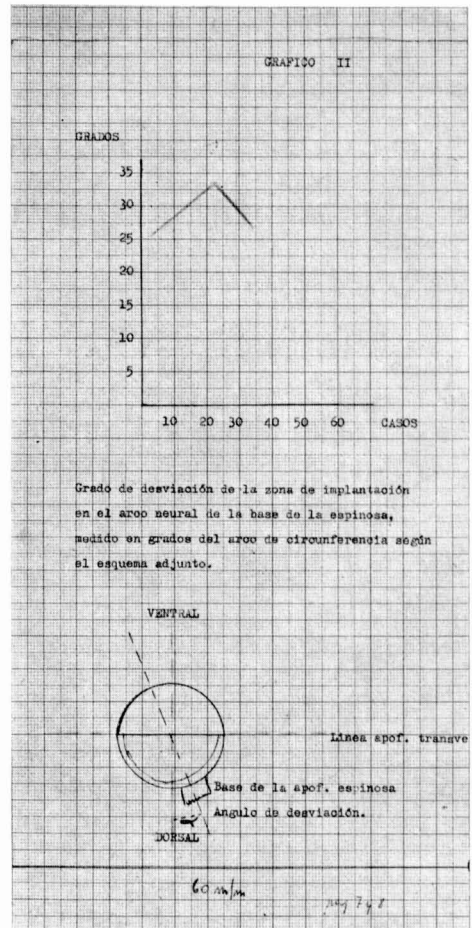 GRAFICO II
GRADOS
35
30
25
20
15
10
5
10 20 30 40 50 60 CASOS
Grado de desviación de la zona de implantación
en el arco neural de la base de la espinosa,
medido en grados del arco de circunferencia según
el esquema adjunto.
VENTRAL
Linea apof. transve
Base de la apof. espinosa
Angulo de desviación.
DORSAL
60 m/m
pag 7 y 8